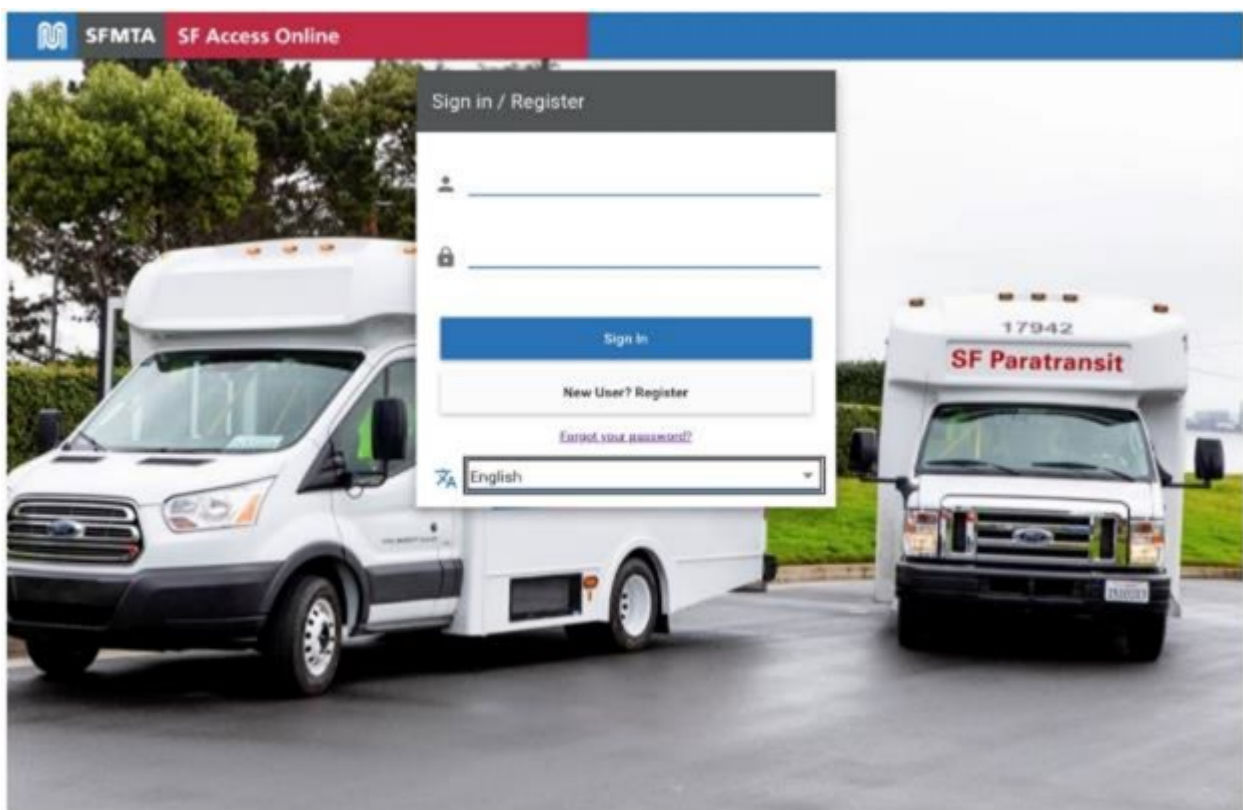 SFMTA SF Access Online
Sign in / Register
Sign In
New User? Register
Forgot your password?
English
17942
SF Paratransit